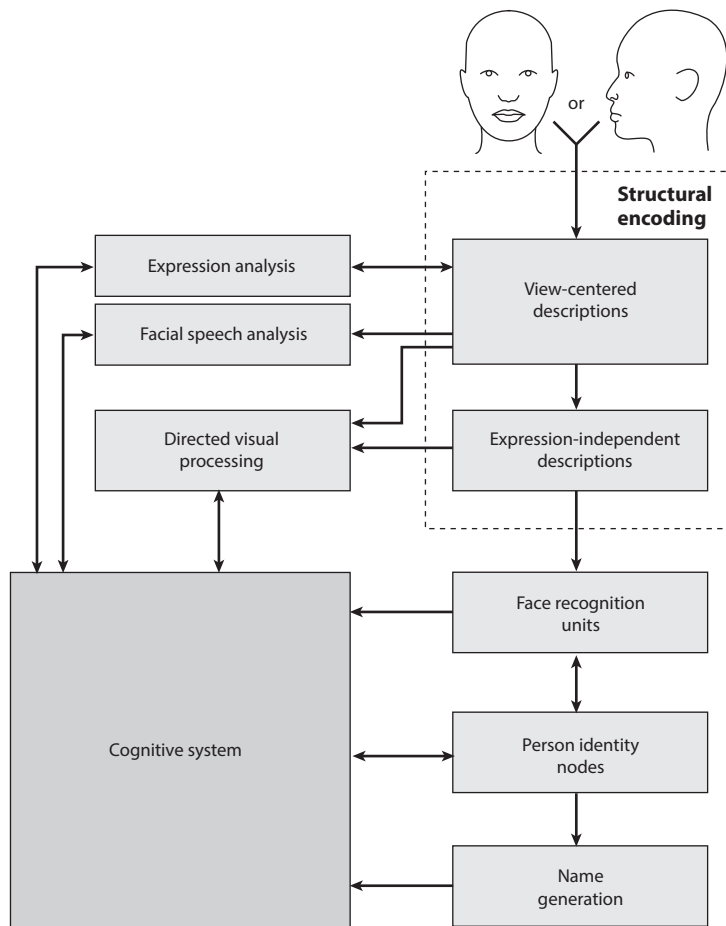 or
Structural
encoding
Expression analysis
View-centered
descriptions
Facial speech analysis
Directed visual
processing
Expression-independent
descriptions
Face recognition
units
Cognitive system
Person identity
nodes
Name
generation